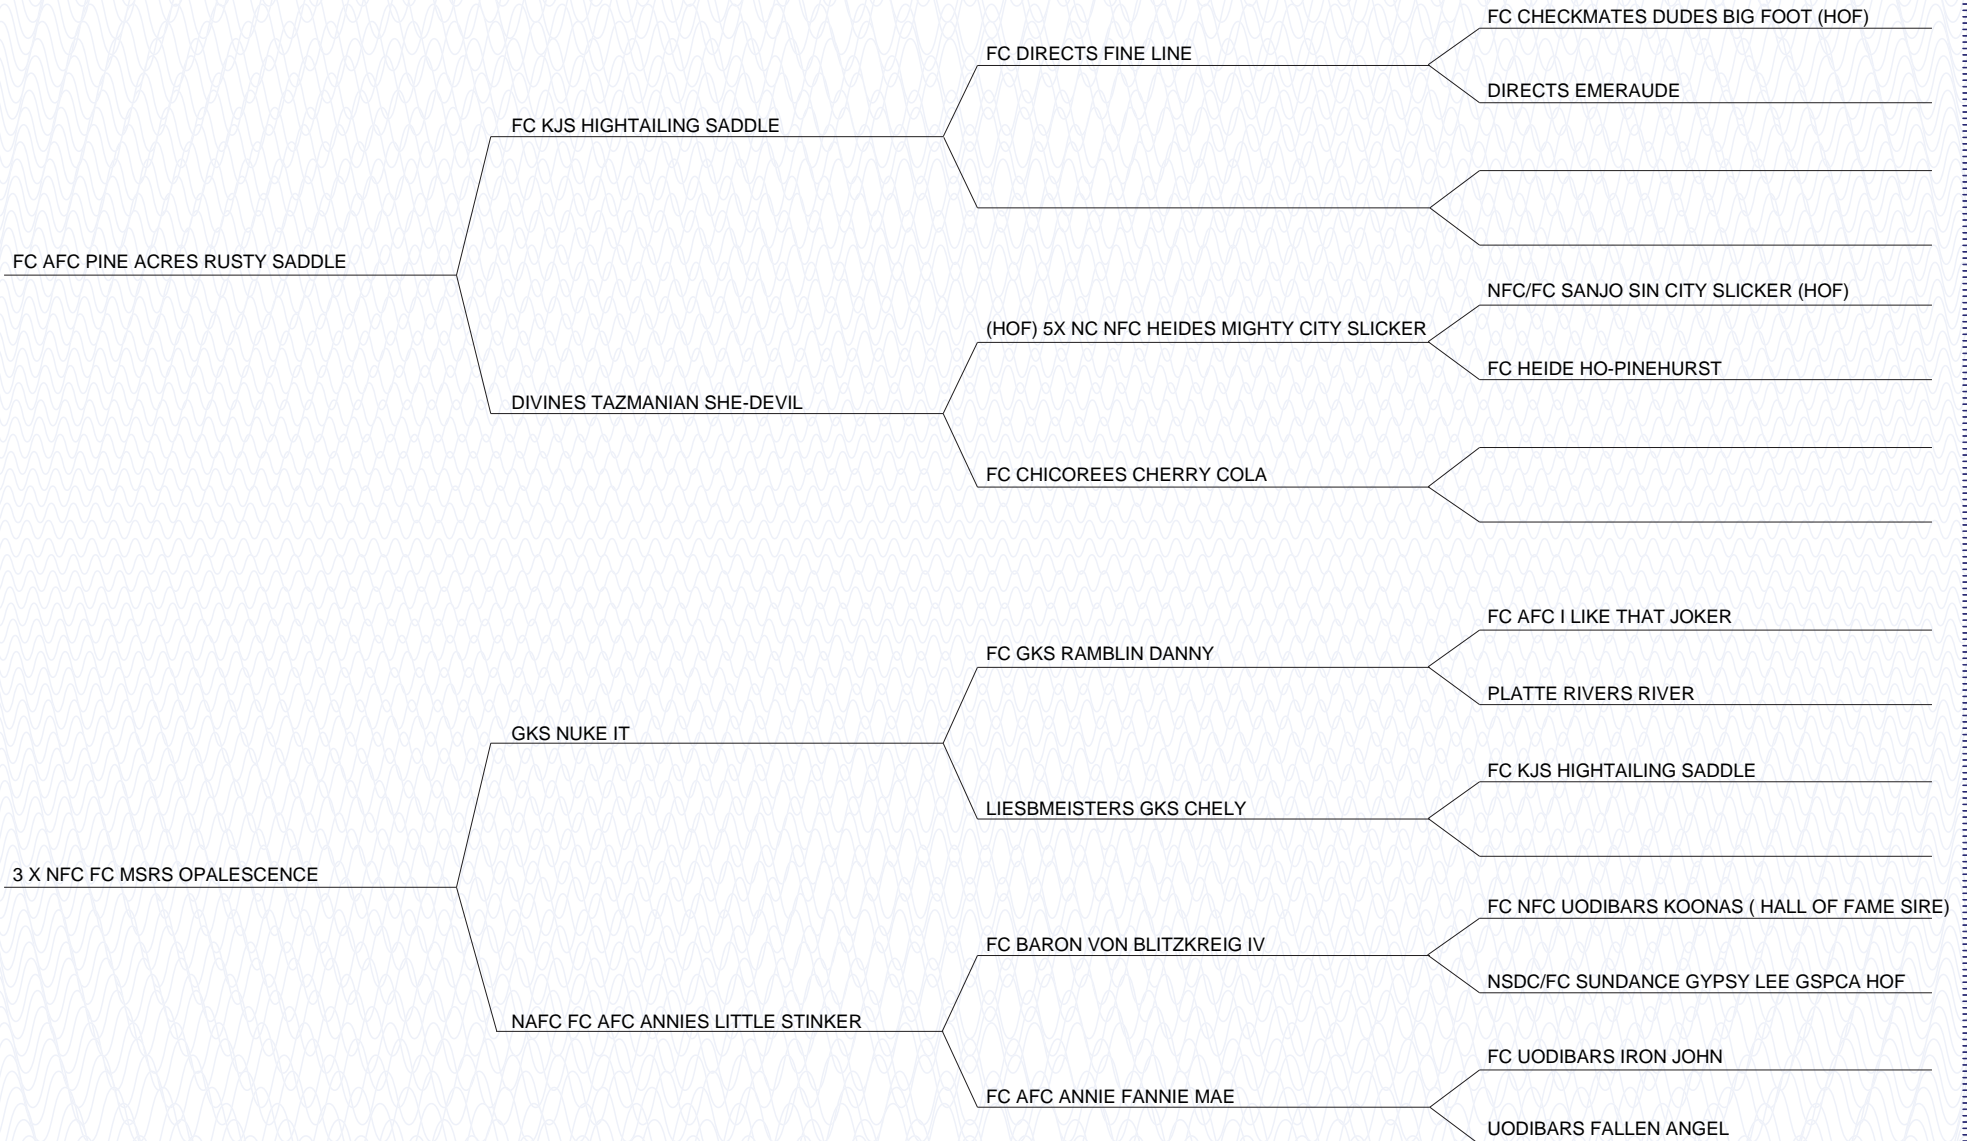 FC CHECKMATES DUDES BIG FOOT (HOF)
FC DIRECTS FINE LINE
DIRECTS EMERAUDE
FC KJS HIGHTAILING SADDLE
FC AFC PINE ACRES RUSTY SADDLE
NFC/FC SANJO SIN CITY SLICKER (HOF)
(HOF) 5X NC NFC HEIDES MIGHTY CITY SLICKER
FC HEIDE HO-PINEHURST
DIVINES TAZMANIAN SHE-DEVIL
FC CHICOREES CHERRY COLA
FC AFC I LIKE THAT JOKER
FC GKS RAMBLIN DANNY
PLATTE RIVERS RIVER
GKS NUKE IT
FC KJS HIGHTAILING SADDLE
LIESBMEISTERS GKS CHELY
3 X NFC FC MSRS OPALESCENCE
FC NFC UODIBARS KOONAS ( HALL OF FAME SIRE)
FC BARON VON BLITZKREIG IV
NSDC/FC SUNDANCE GYPSY LEE GSPCA HOF
NAFC FC AFC ANNIES LITTLE STINKER
FC UODIBARS IRON JOHN
FC AFC ANNIE FANNIE MAE
UODIBARS FALLEN ANGEL